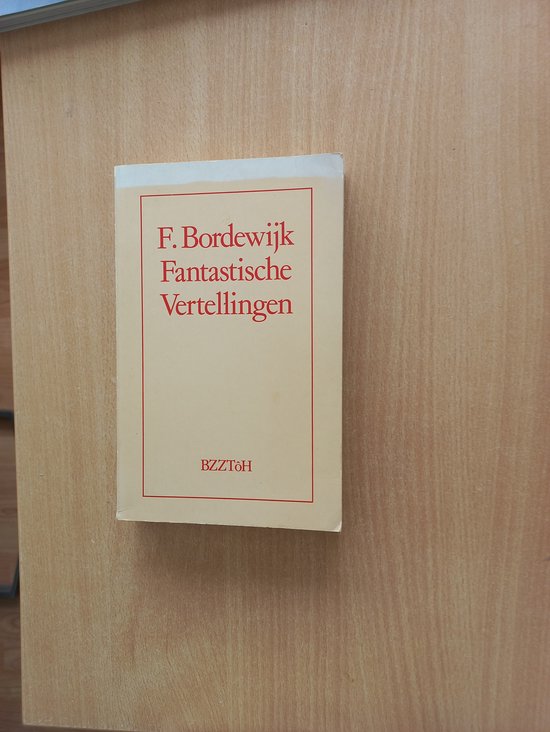 F. Bordewijk
Fantastische
Vertellingen
BZZTôH